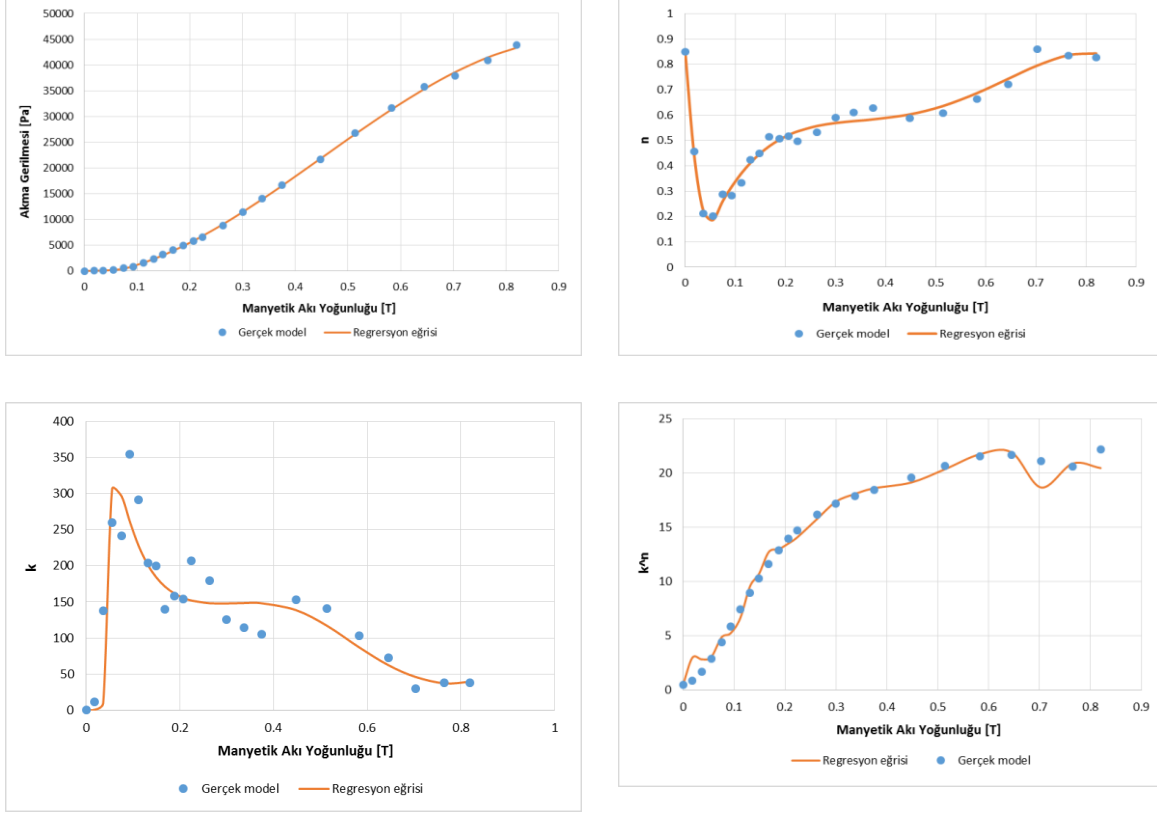 50000
45000
40000
35000
30000
25000
20000
15000
10000
5000
0
Akma Gerilmesi [Pa]
0 0.1 0.2 0.3 0.4 0.5 0.6 0.7 0.8 0.9
Manyetik Akı Yoğunluğu [T]
Gerçek model Regrersyon eğrisi
1
0.9
0.8
0.7
0.6
0.5
0.4
0.3
0.2
0.1
0
n
0 0.1 0.2 0.3 0.4 0.5 0.6 0.7 0.8 0.9
Manyetik Akı Yoğunluğu [T]
Gerçek model Regresyon eğrisi
400
350
300
250
200
150
100
50
0
k
0 0.2 0.4 0.6 0.8 1
Manyetik Akı Yoğunluğu [T]
Gerçek model Regresyon eğrisi
25
20
15
10
5
0
k^n
0 0.1 0.2 0.3 0.4 0.5 0.6 0.7 0.8 0.9
Manyetik Akı Yoğunluğu [T]
Regresyon eğrisi Gerçek model